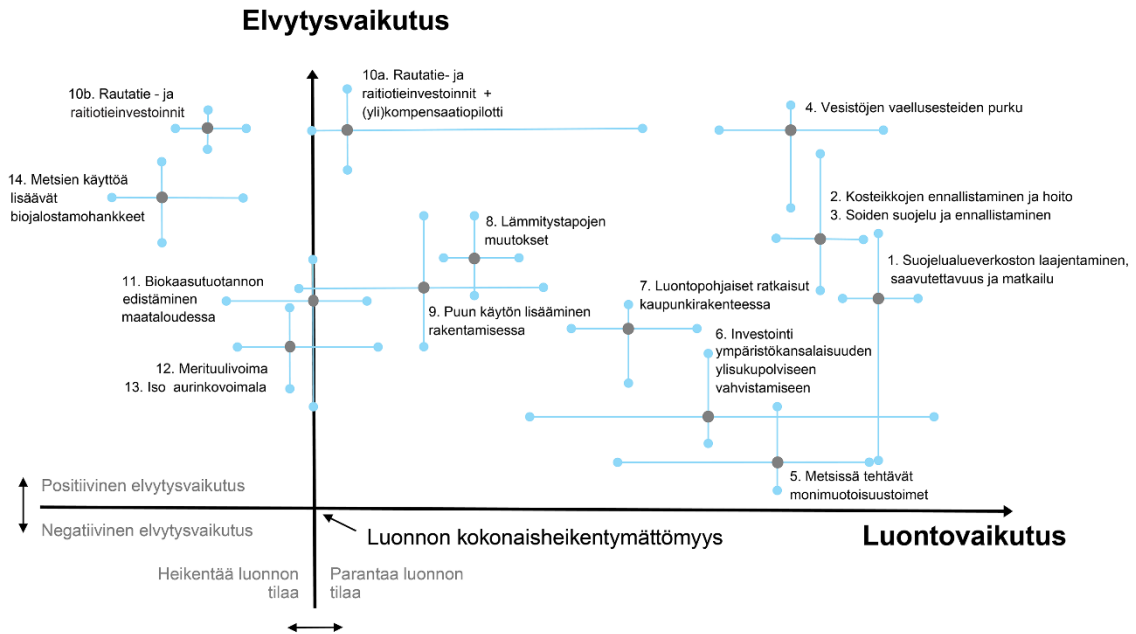 Elvytysvaikutus
10b. Rautatie - ja
raitiotieinvestoinnit
10a. Rautatie- ja
raitiotieinvestoinnit +
(yli)kompensaatiopilotti
4. Vesistöjen vaellusesteiden purku
14. Metsien käyttöä
lisäävät
biojalostamohankkeet
2. Kosteikkojen ennallistaminen ja hoito
3. Soiden suojelu ja ennallistaminen
8. Lämmitystapojen
muutokset
1. Suojelualueverkoston laajentaminen,
saavutettavuus ja matkailu
11. Biokaasutuotannon
edistäminen
maataloudessa
7. Luontopohjaiset ratkaisut
kaupunkirakenteessa
9. Puun käytön lisääminen
rakentamisessa
6. Investointi
ympäristökansalaisuuden
ylisukupolviseen
vahvistamiseen
12. Merituulivoima
13. Iso aurinkovoimala
5. Metsissä tehtävät
monimuotoisuustoimet
Positiivinen elvytysvaikutus
Negatiivinen elvytysvaikutus
Luonnon kokonaisheikentymättömyys
Luontovaikutus
Heikentää luonnon
tilaa
Parantaa luonnon
tilaa